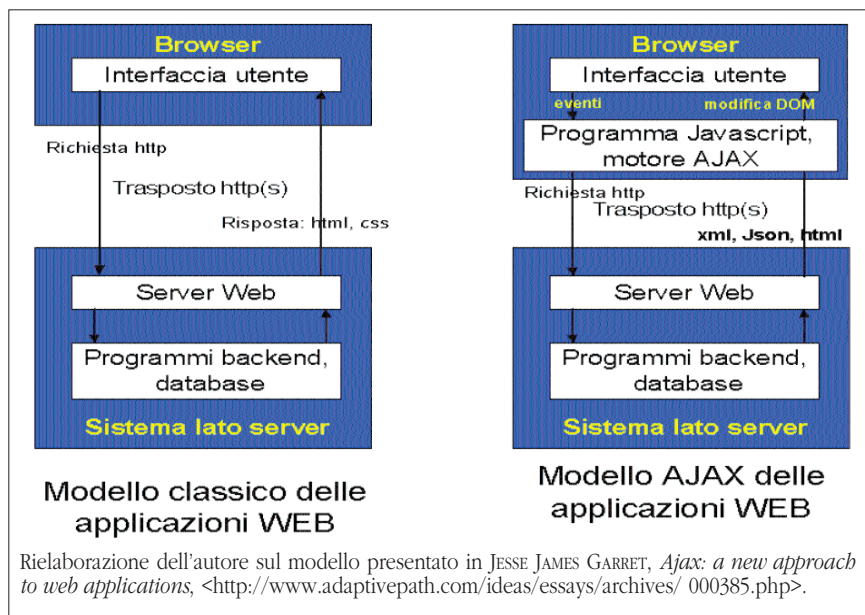 Browser
Interfaccia utente
Richiesta http
Trasposto http(s)
Risposta: html, css
Server Web
Programmi backend,
database
Sistema lato server
Modello classico delle
applicazioni WEB
Browser
Interfaccia utente
eventi
modifica DOM
Programma Javascript,
motore AJAX
Richiesta http
Trasposto http(s)
xml, Json, html
Server Web
Programmi backend,
database
Sistema lato server
Modello AJAX delle
applicazioni WEB
Rielaborazione dell'autore sul modello presentato in JESSE JAMES GARRET, Ajax: a new approach
to web applications, <http://www.adaptivepath.com/ideas/essays/archives/ 000385.php>.